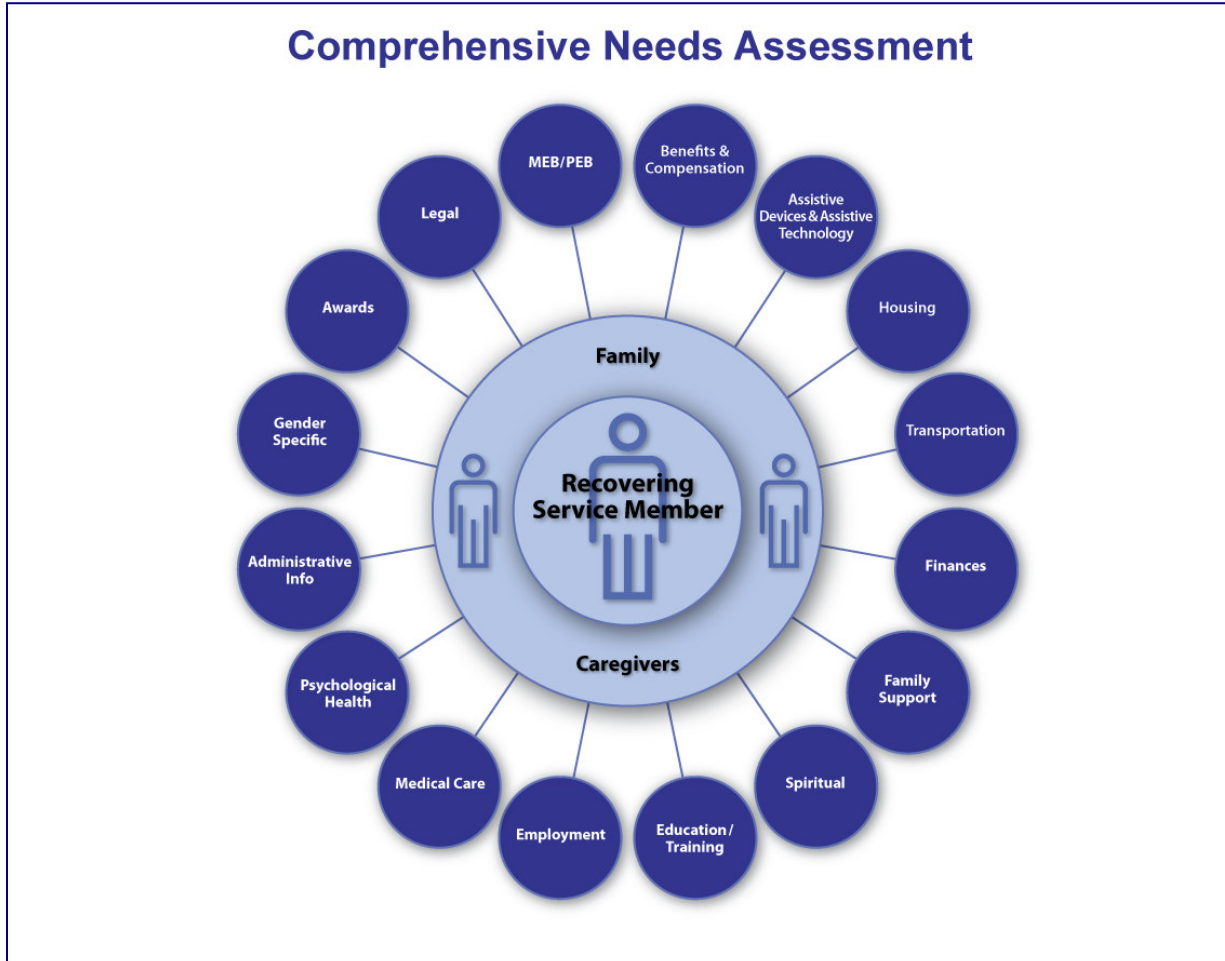 Comprehensive Needs Assessment
MEB/PEB
Benefits &
Compensation
Assistive
Devices & Assistive
Technology
Housing
Transportation
Finances
Family
Support
Spiritual
Education /
Training
Employment
Medical Care
Psychological
Health
Administrative
Info
Gender
Specific
Awards
Legal
Family
Recovering
Service Member
Caregivers